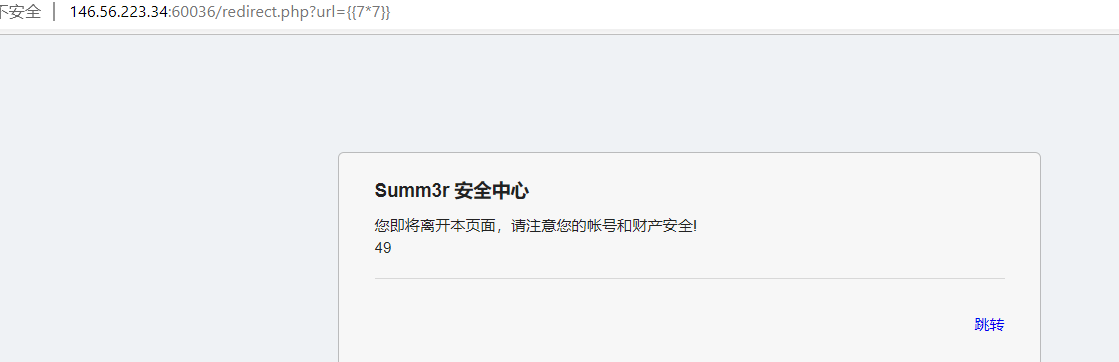 不安全 | 146.56.223.34:60036/redirect.php?url={{7*7}}
Summ3r 安全中心
您即将离开本页面，请注意您的帐号和财产安全!
49
跳转